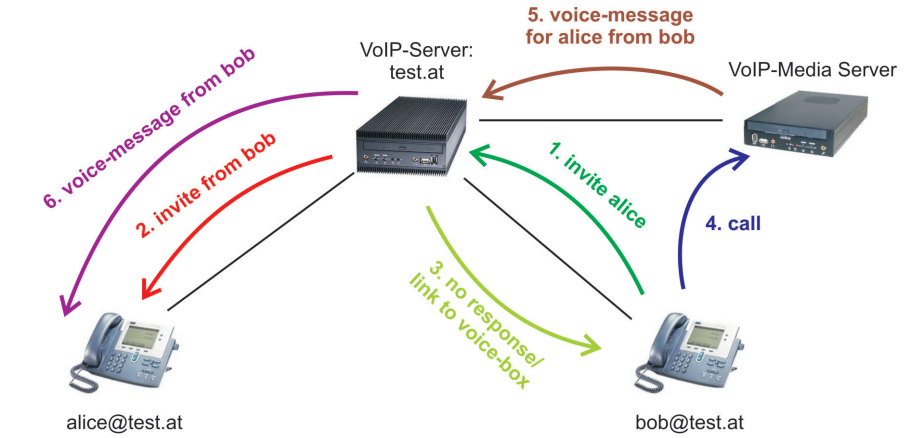 5. voice-message
for alice from bob
VoIP-Server:
test.at
VoIP-Media Server
6. voice-message from bob
2. invite from bob
1. invite alice
4. call
3. no response/
link to voice-box
alice@test.at
bob@test.at